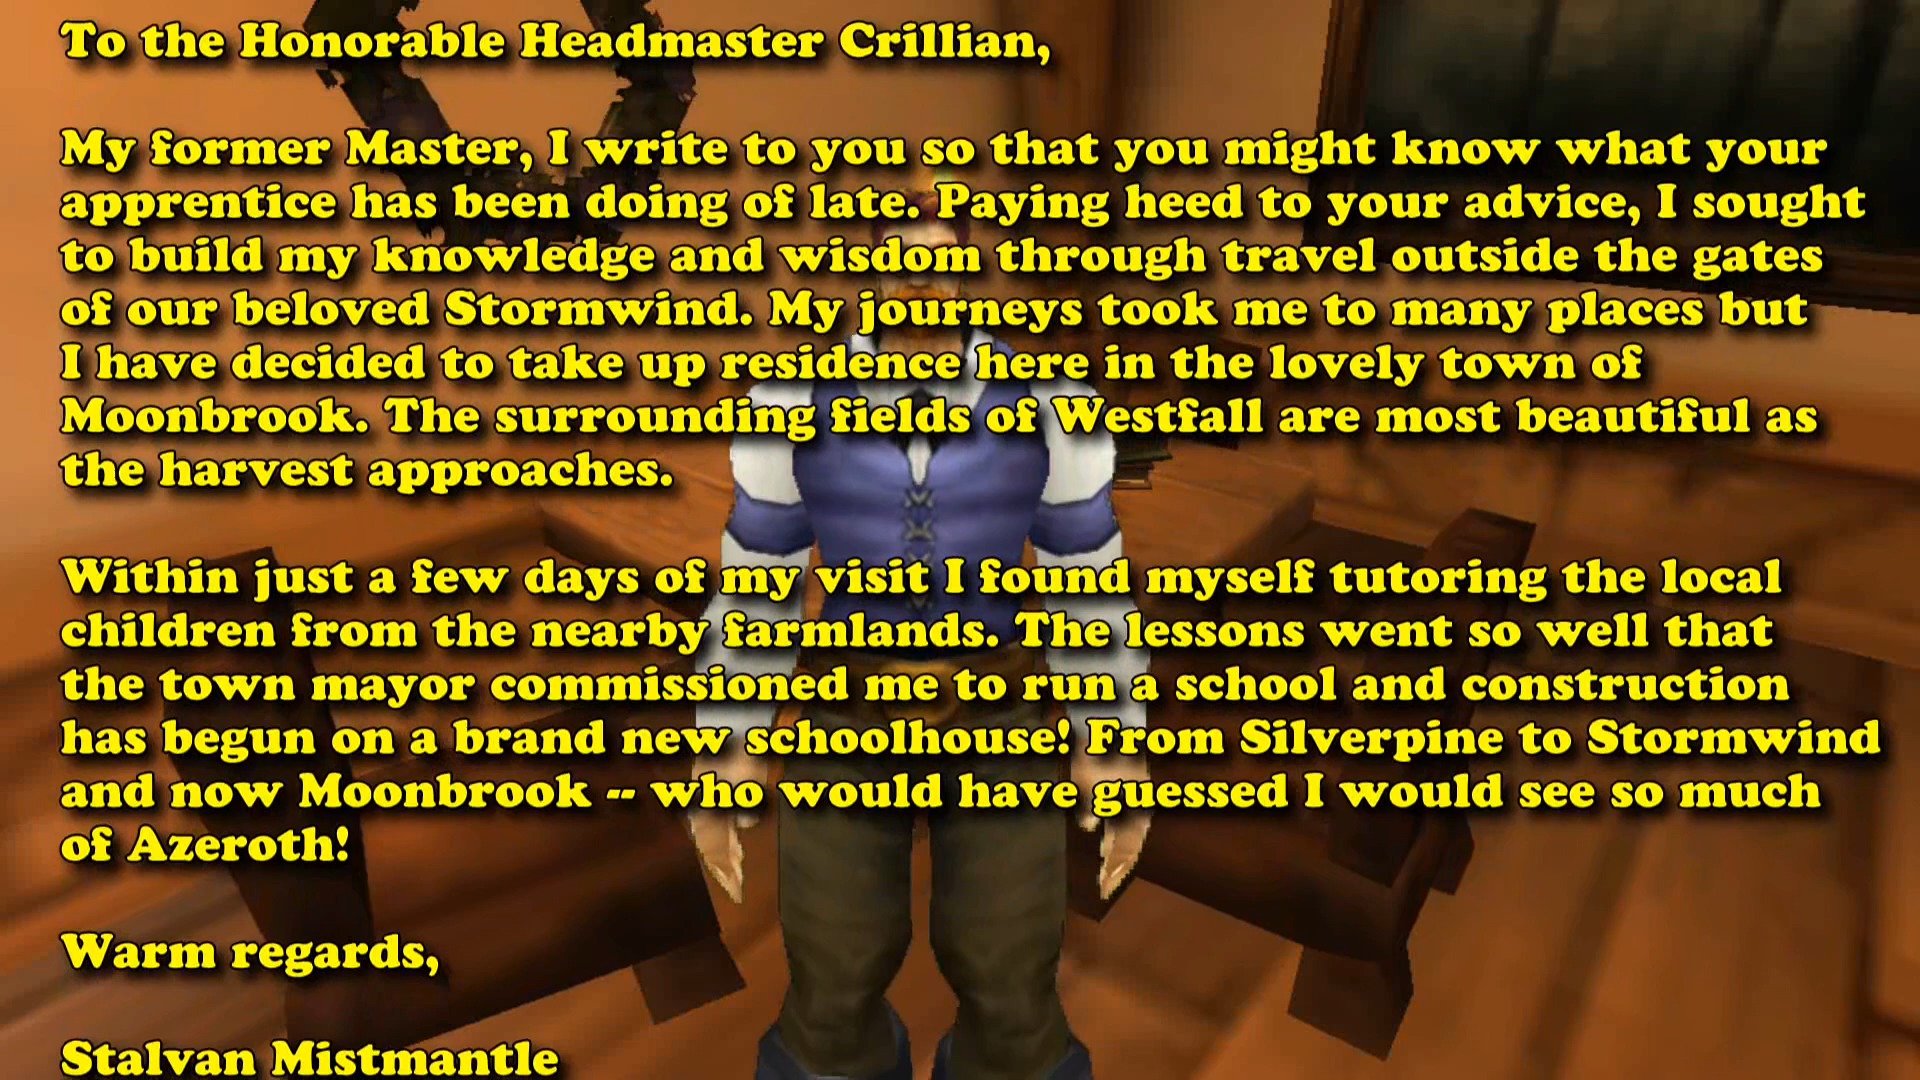 To the Honorable Headmaster Crillian,
My former Master, I write to you so that you might know what your
apprentice has been doing of late. Paying heed to your advice, I sought
to build my knowledge and wisdom through travel outside the gates
of our beloved Stormwind. My journeys took me to many places but
I have decided to take up residence here in the lovely town of
Moonbrook. The surrounding fields of Westfall are most beautiful as
the harvest approaches.
Within just a few days of my visit I found myself tutoring the local
children from the nearby farmlands. The lessons went so well that
the town mayor commissioned me to run a school and construction
has begun on a brand new schoolhouse! From Silverpine to Stormwind
and now Moonbrook -- who would have guessed I would see so much
of Azeroth!
Warm regards,
Stalvan Mistmantle